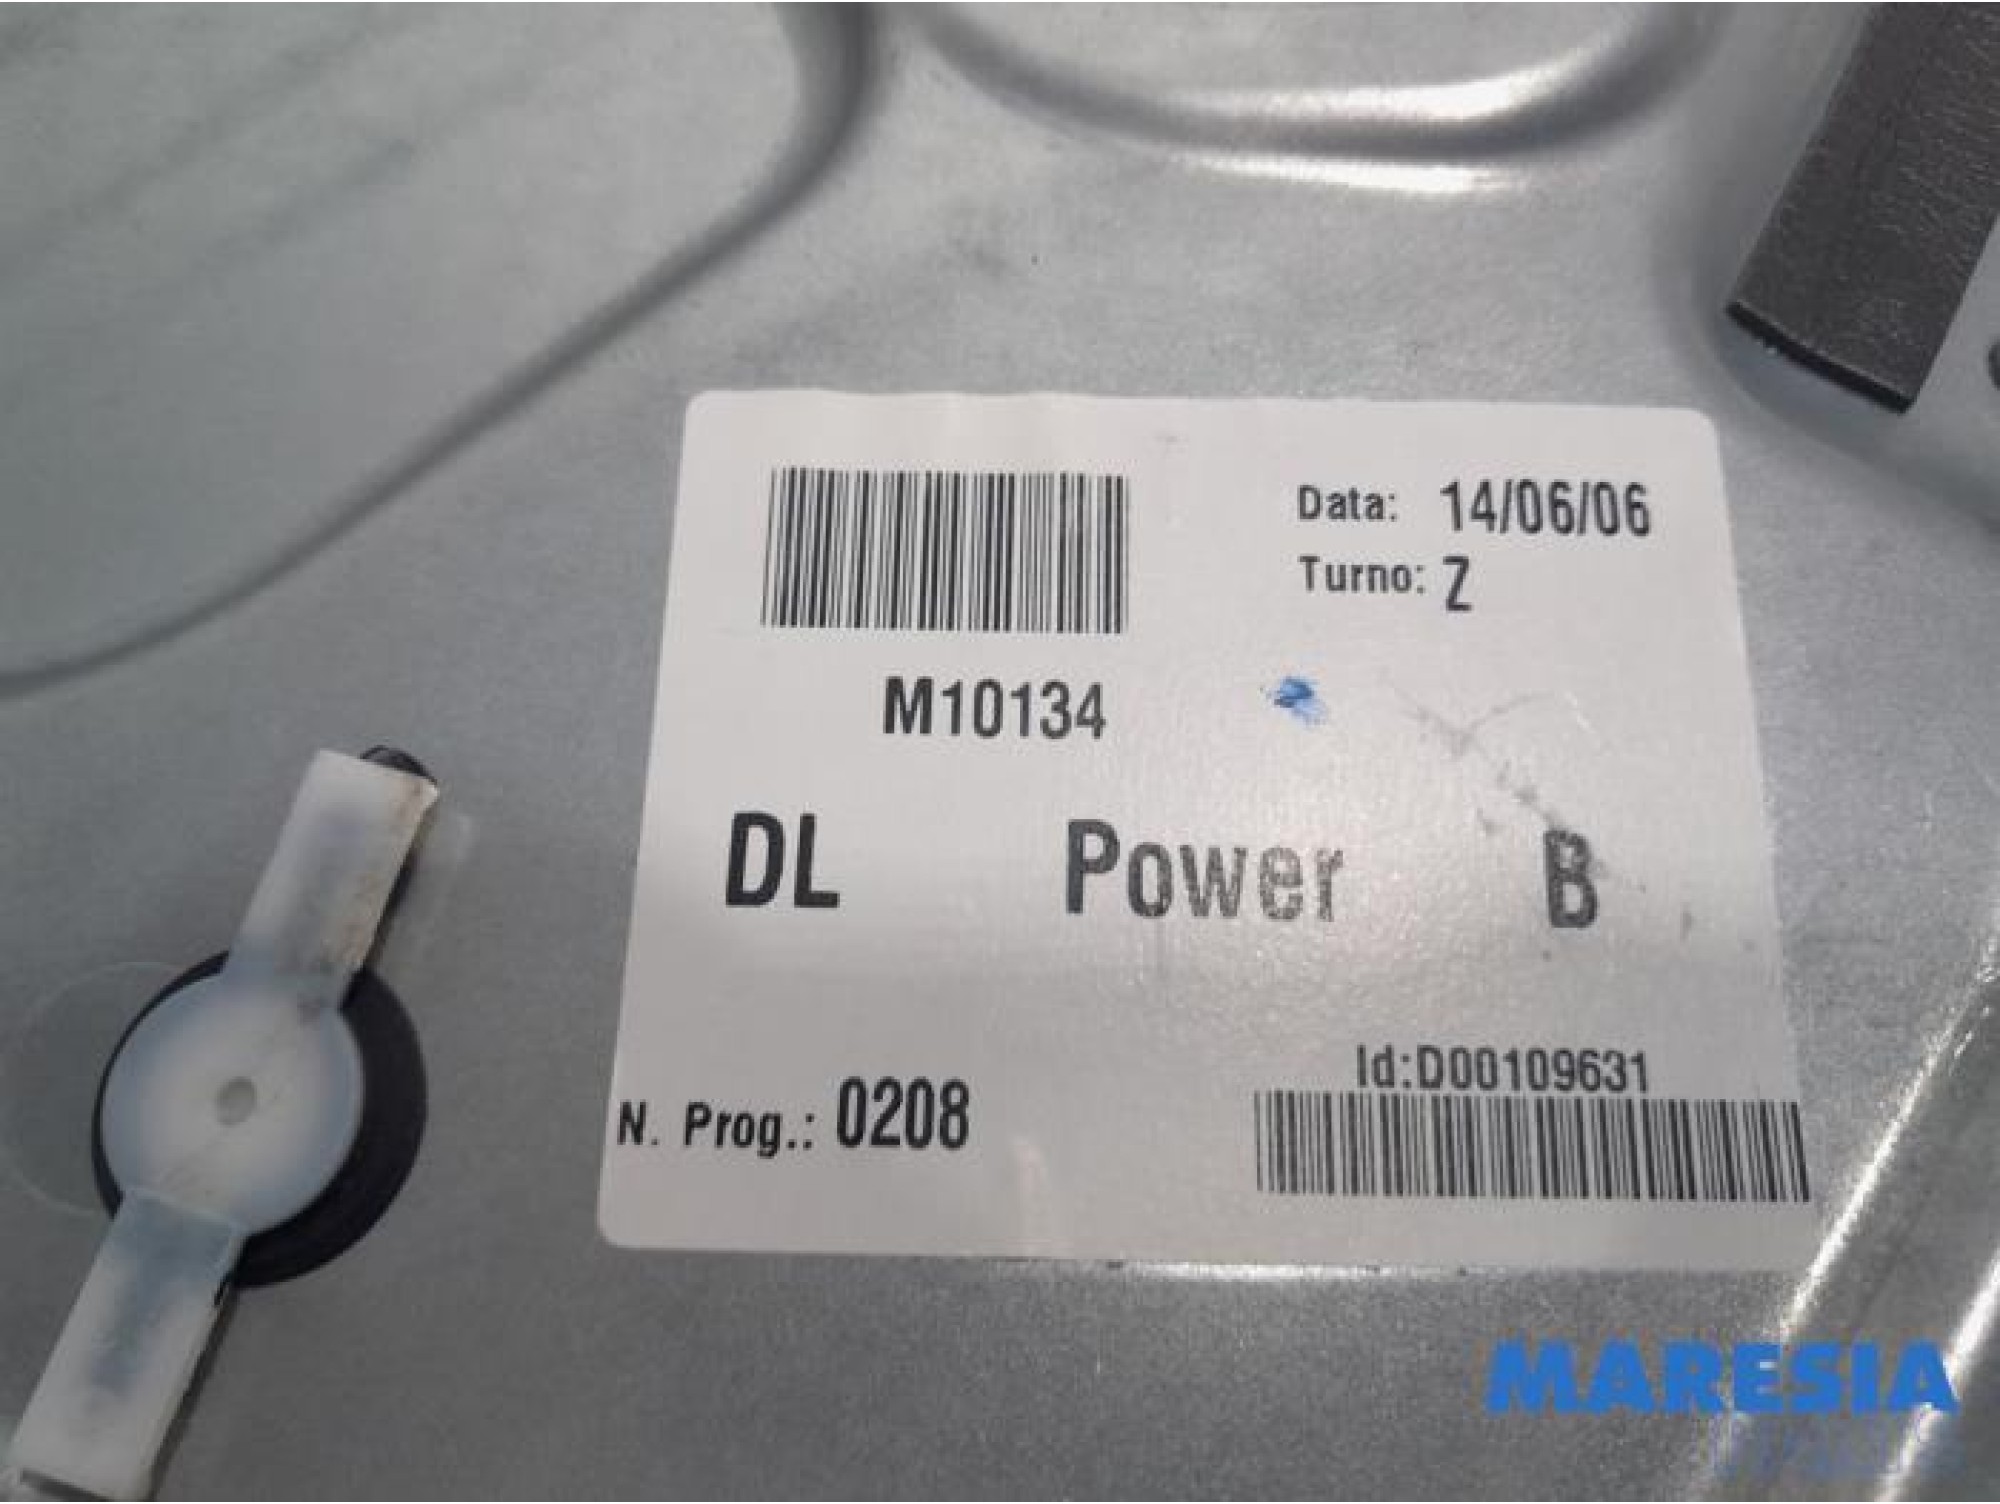 Data: 14/06/06
Turno: Z
M10134
DL Power B
Id:D00109631
N. Prog.: 0208
MARESIA